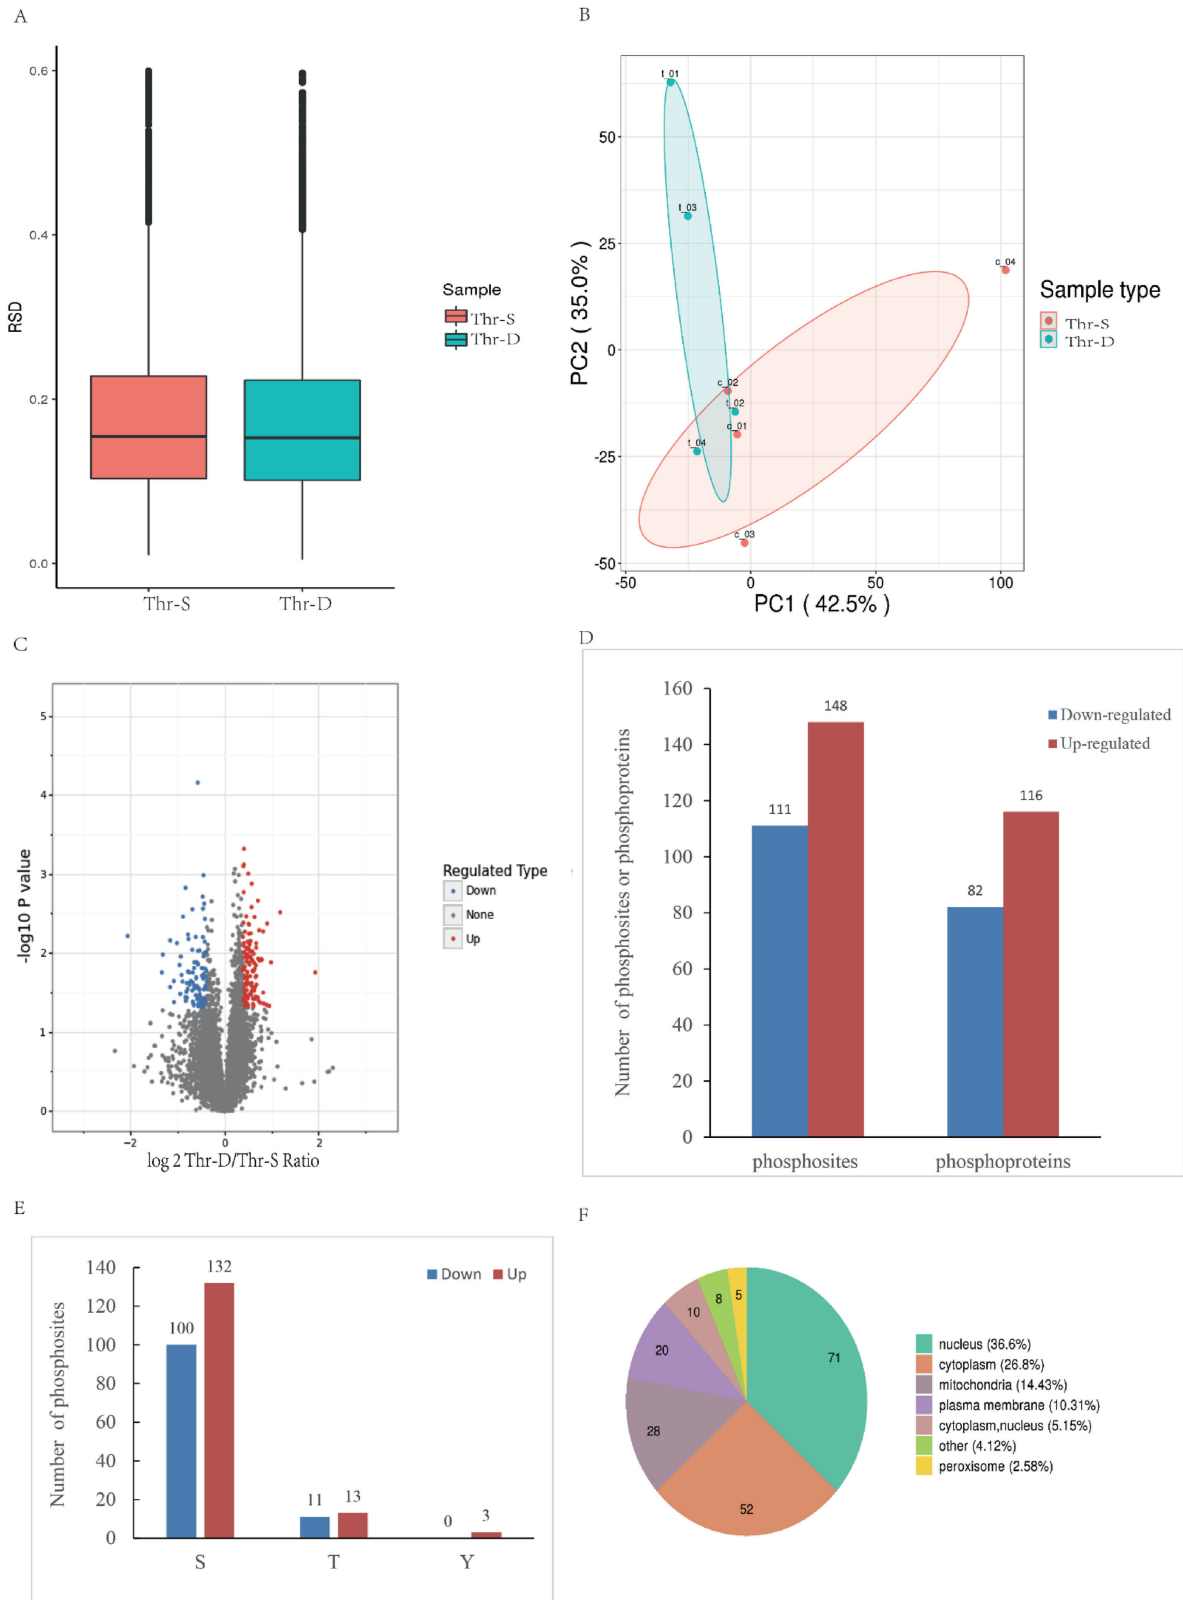 A
0.6
0.4
0.2
0.0
RSD
Thr-S
Thr-D
Sample
Thr-S
Thr-D
B
t_01
t_03
c_04
c_02
t_02
c_01
t_04
c_03
50
25
0
-25
-50
PC2 ( 35.0% )
-50
0
50
100
PC1 ( 42.5% )
Sample type
Thr-S
Thr-D
C
5
4
3
2
1
0
-log10 P value
−2
0
2
log 2 Thr-D/Thr-S Ratio
Regulated Type
Down
None
Up
D
160
140
120
100
80
60
40
20
0
Number of phosphosites or phosphoproteins
111
148
82
116
phosphosites
phosphoproteins
Down-regulated
Up-regulated
E
140
120
100
80
60
40
20
0
Number of phosphosites
100
132
11
13
0
3
S
T
Y
Down
Up
F
71
52
28
20
10
8
5
nucleus (36.6%)
cytoplasm (26.8%)
mitochondria (14.43%)
plasma membrane (10.31%)
cytoplasm,nucleus (5.15%)
other (4.12%)
peroxisome (2.58%)